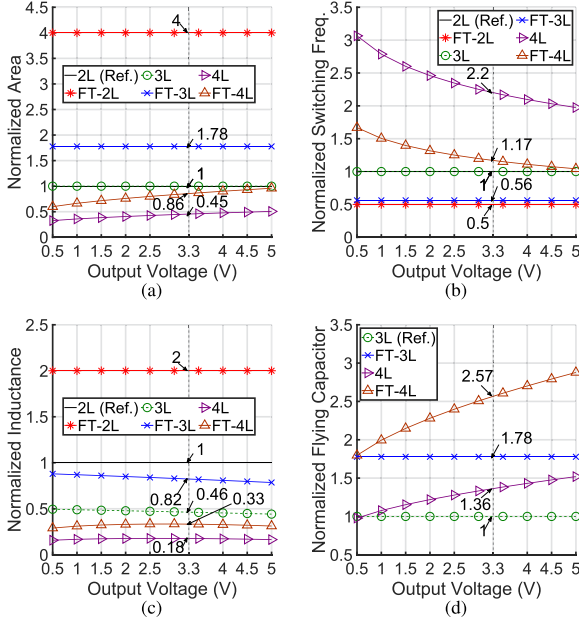 4.5
4
3.5
3
2.5
2
1.5
1
0.5
0
Normalized Area
4
2L (Ref.) 3L 4L
FT-2L FT-3L FT-4L
1.78
1
0.86 0.45
0.5 1 1.5 2 2.5 3.3 4 4.5 5
Output Voltage (V)
(a)
3.5
3
2.5
2
1.5
1
0.5
0
Normalized Switching Freq.
2L (Ref.) FT-3L
FT-2L 4L
3L FT-4L
2.2
1.17
1
0.56
0.5
0.5 1 1.5 2 2.5 3.3 4 4.5 5
Output Voltage (V)
(b)
2.5
2
1.5
1
0.5
0
Normalized Inductance
2
2L (Ref.) 3L 4L
FT-2L FT-3L FT-4L
1
0.82 0.46 0.33
0.18
0.5 1 1.5 2 2.5 3.3 4 4.5 5
Output Voltage (V)
(c)
3.5
3
2.5
2
1.5
1
0.5
Normalized Flying Capacitor
3L (Ref.)
FT-3L
4L
FT-4L
2.57
1.78
1.36
1
0.5 1 1.5 2 2.5 3.3 4 4.5 5
Output Voltage (V)
(d)